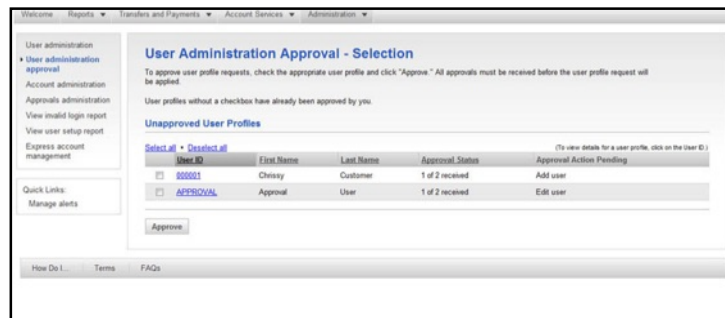 Welcome Reports Transfers and Payments Account Services Administration
User administration
User administration
approval
Account administration
Approvals administration
View invalid login report
View user setup report
Express account
management
Quick Links:
Manage alerts
User Administration Approval - Selection
To approve user profile requests, check the appropriate user profile and click "Approve." All approvals must be received before the user profile request will
be applied.
User profiles without a checkbox have already been approved by you.
Unapproved User Profiles
Select all • Deselect all (To view details for a user profile, click on the User ID.)
User ID First Name Last Name Approval Status Approval Action Pending
000001 Chrissy Customer 1 of 2 received Add user
APPROVAL Approval User 1 of 2 received Edit user
Approve
How Do I... Terms FAQs